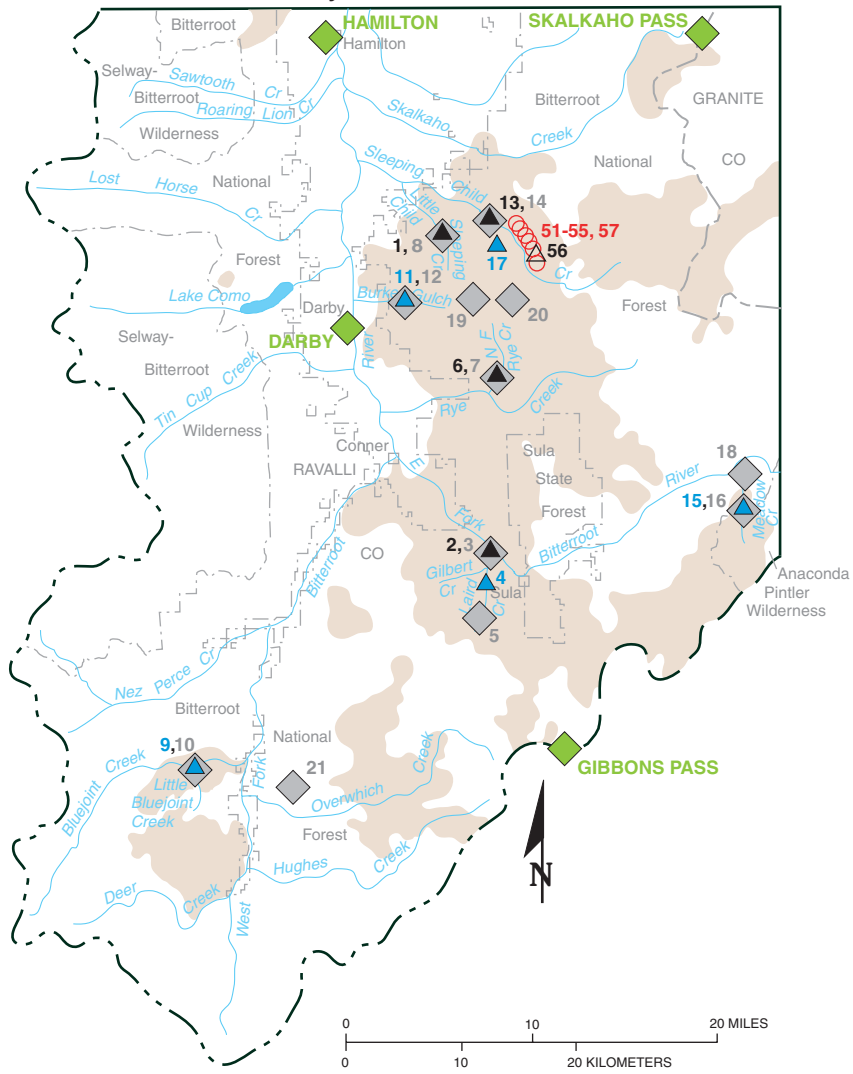 HAMILTON
SKALKAHO PASS
Bitterroot
Hamilton
Selway-
Bitterroot
Wilderness
Sawtooth Cr
Roaring Lion Cr
Skalkaho Creek
Bitterroot
GRANITE
CO
National
Sleeping Child Cr
Lost Horse Cr
National
Little Sleeping Child Cr
13, 14
51-55, 57
56
1, 8
17
Forest
11, 12
Lake Como
Darby
Burke Gulch
19
20
Forest
DARBY
River
Selway-
Bitterroot
N F Rye Cr
6, 7
Tin Cup Creek
Rye Creek
Wilderness
Conner
RAVALLI
Sula
State
Forest
18
River
15,16
Meadow Cr
E Fork Bitterroot
2, 3
CO
Gilbert Cr
4
Laird Cr
Sula
5
Bitterroot
Anaconda
Pintler
Wilderness
Nez Perce Cr
Bitterroot
National
9,10
Creek
Bluejoint
Little
Bluejoint
Creek
Fork
21
Overwhich Creek
GIBBONS PASS
Forest
Hughes Creek
Deer Creek
West
N
0 10 20 MILES
0 10 20 KILOMETERS